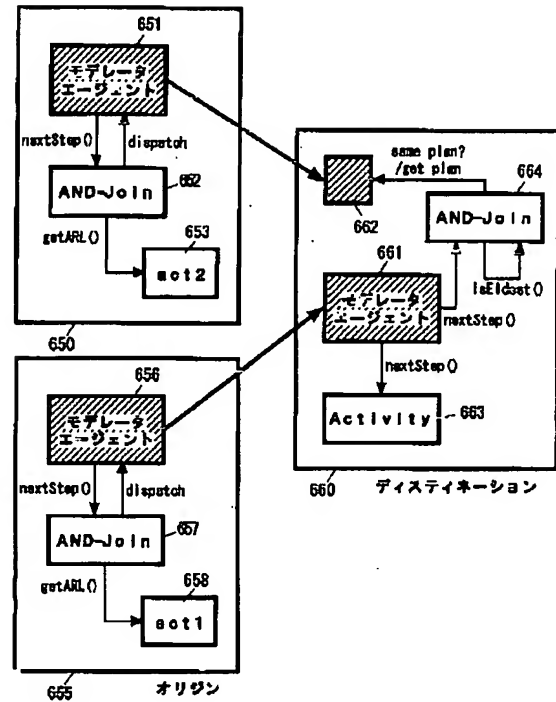 651
モデレータ
エージェント
nextStep()
dispatch
AND-Join
652
getARL()
653
act2
650
656
モデレータ
エージェント
nextStep()
dispatch
AND-Join
657
getARL()
658
act1
655
オリジン
same plan?
/get plan
664
AND-Join
662
661
isEldest()
モデレータ
エージェント
nextStep()
nextStep()
Activity
663
660
ディスティネーション